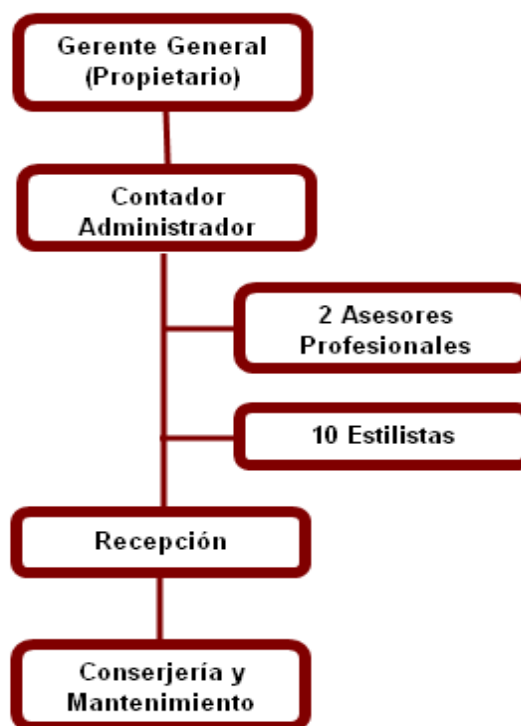 Gerente General
(Propietario)
Contador
Administrador
2 Asesores
Profesionales
10 Estilistas
Recepción
Conserjería y
Mantenimiento